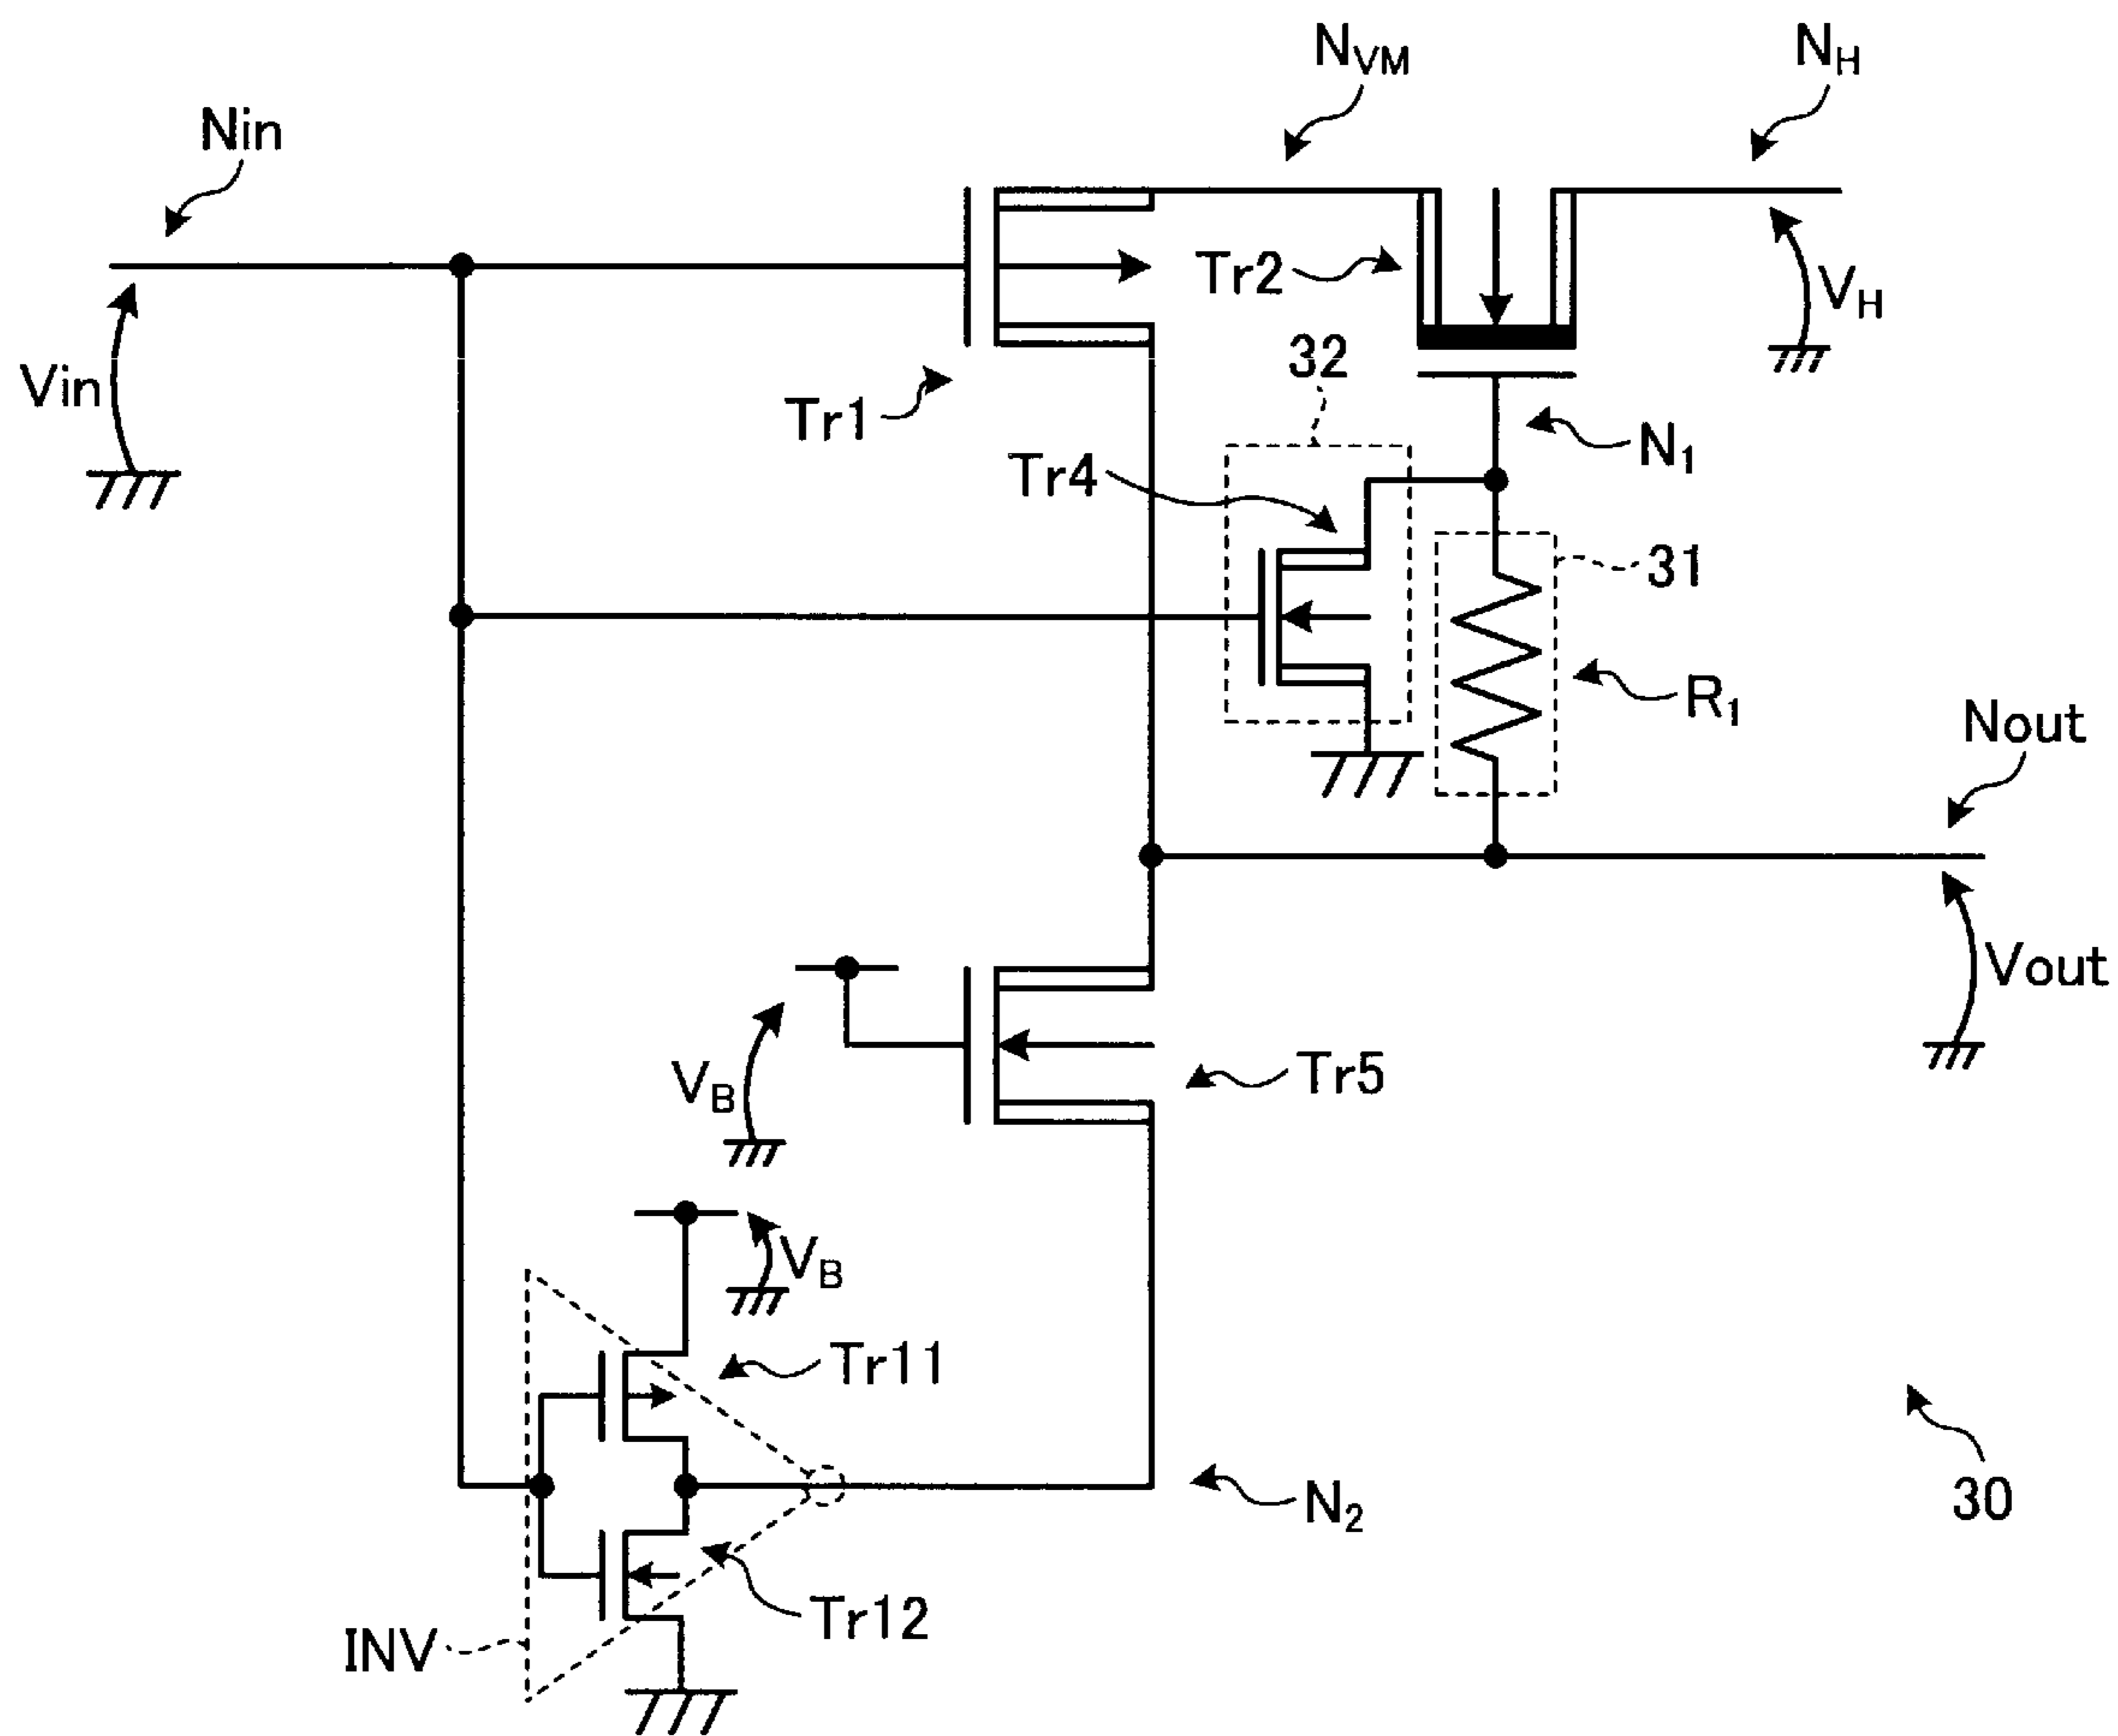 N_VM
N_H
Nin
Tr2
V_H
32
Vin
Tr1
N_1
Tr4
31
R_1
Nout
Vout
V_B
Tr5
V_B
Tr11
N_2
30
Tr12
INV